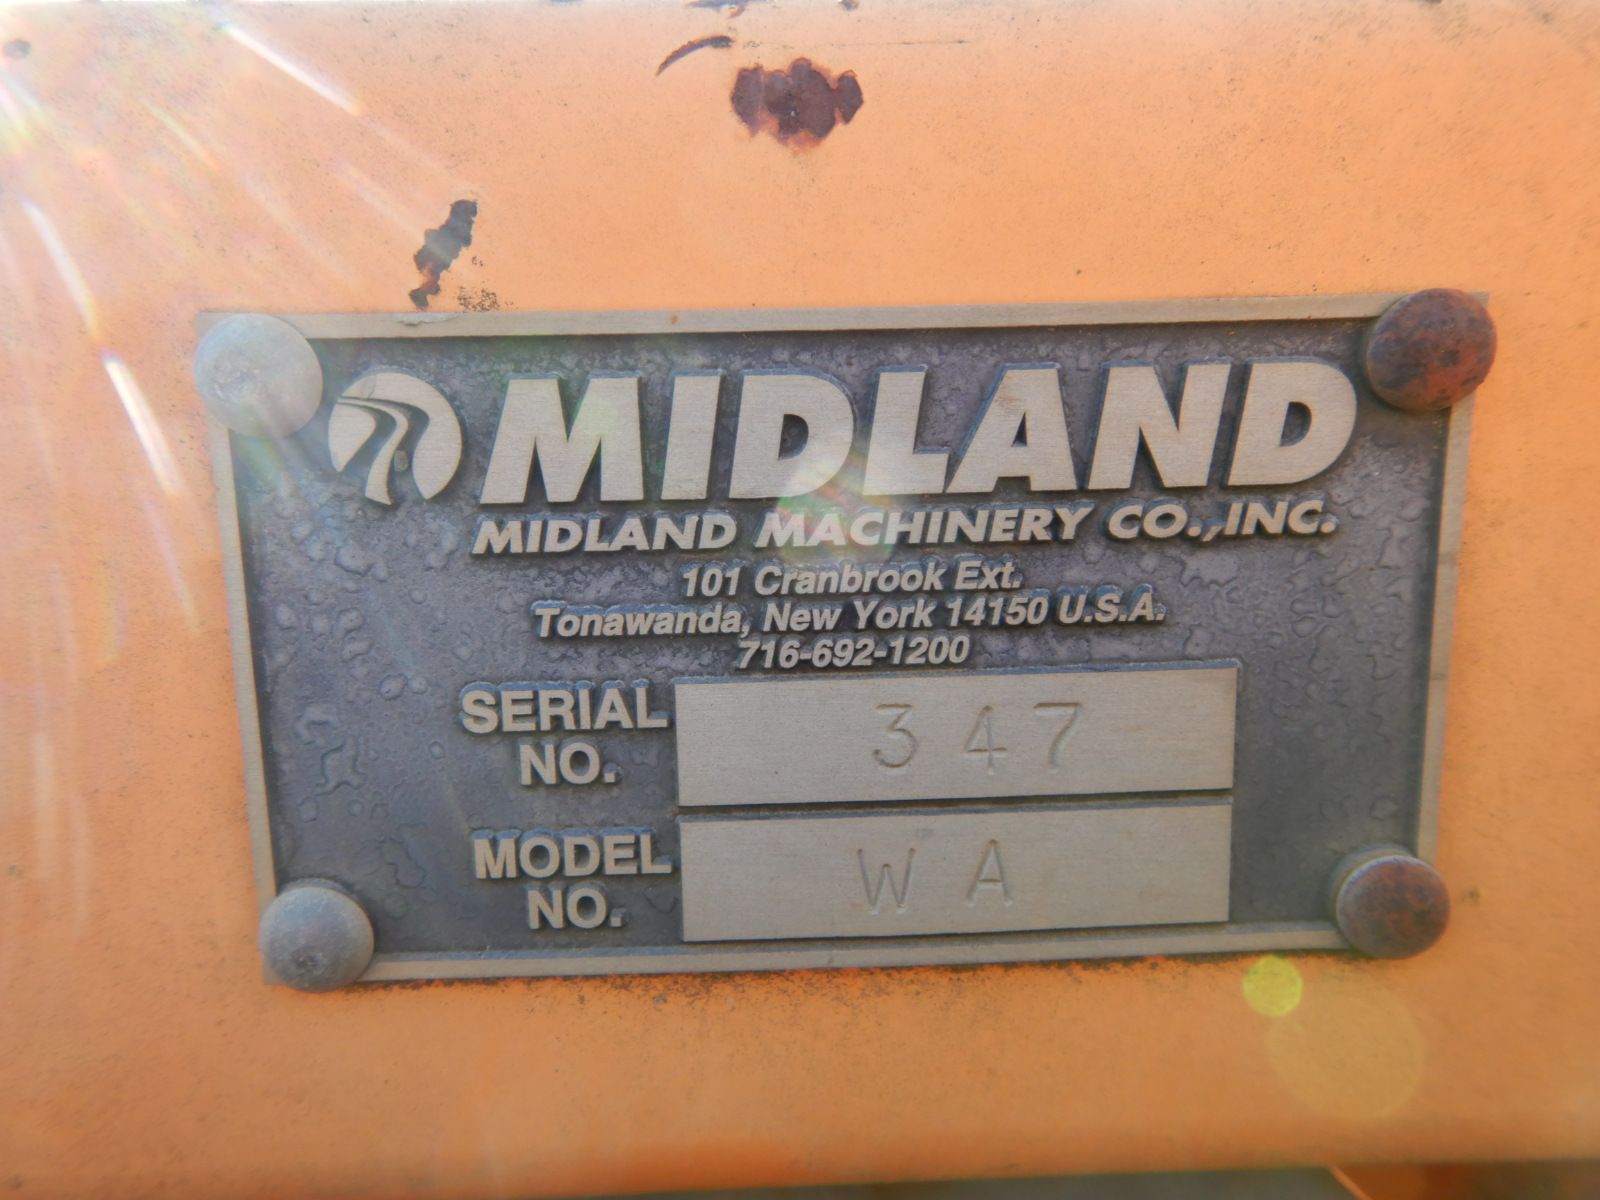 MIDLAND
MIDLAND MACHINERY CO., INC.
101 Cranbrook Ext.
Tonawanda, New York 14150 U.S.A.
716-692-1200
SERIAL NO. 347
MODEL NO. WA